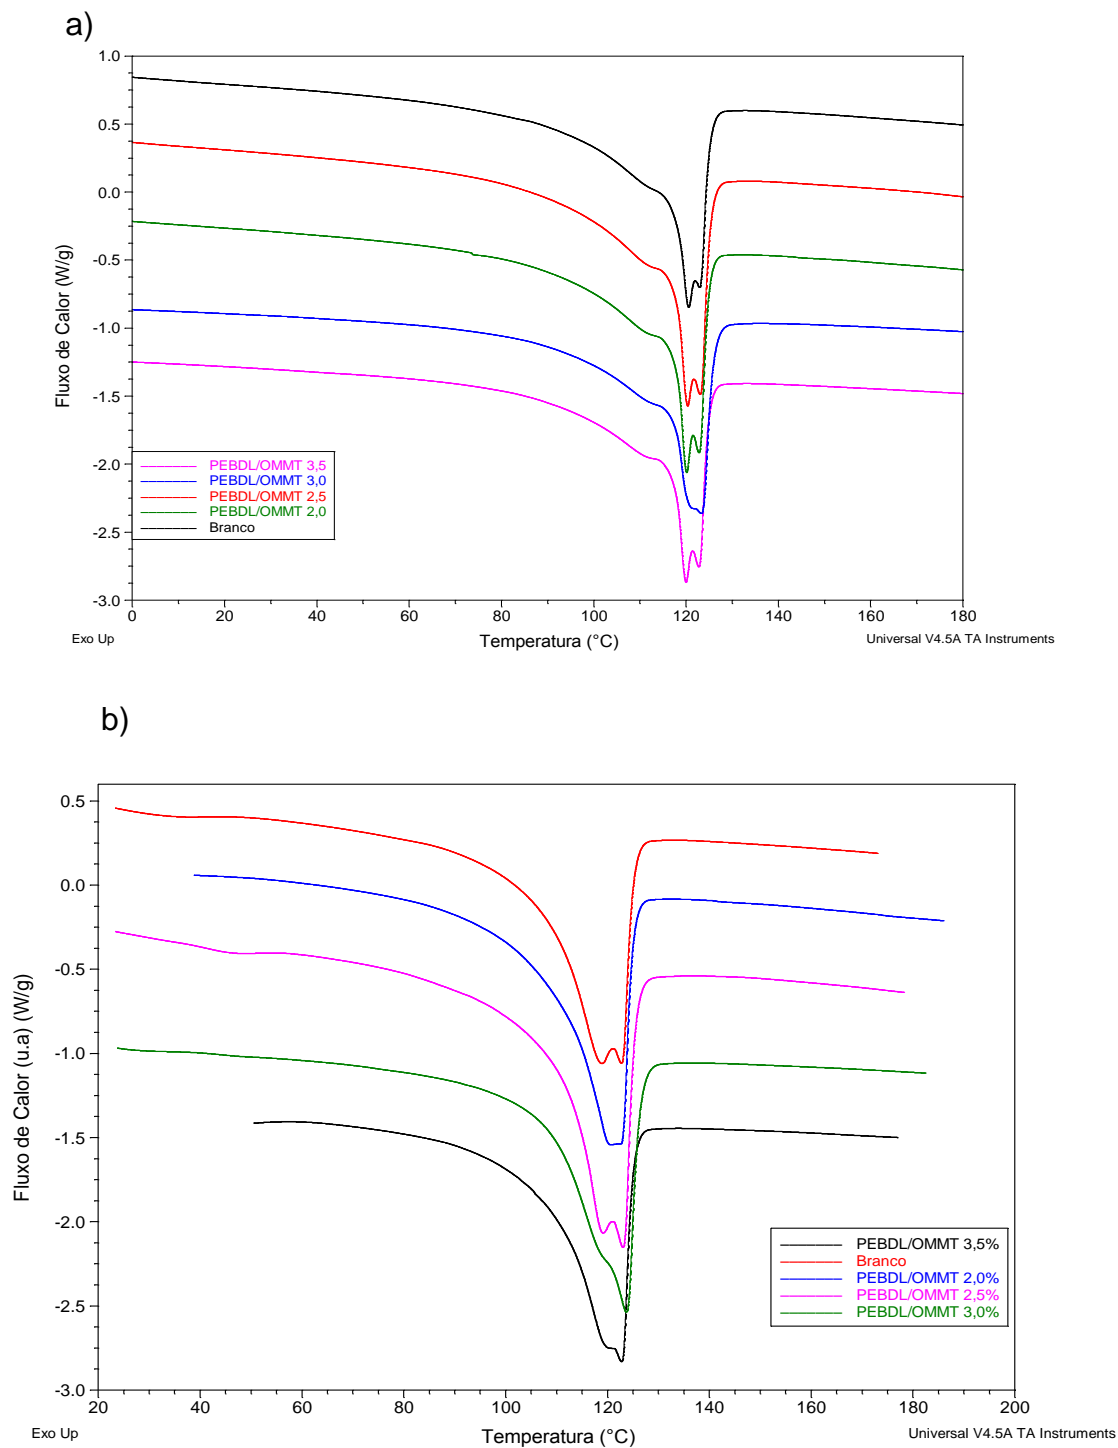 a)
1.0
0.5
0.0
-0.5
-1.0
-1.5
-2.0
-2.5
-3.0
Fluxo de Calor (W/g)
PEBDL/OMMT 3,5
PEBDL/OMMT 3,0
PEBDL/OMMT 2,5
PEBDL/OMMT 2,0
Branco
0 20 40 60 80 100 120 140 160 180
Exo Up Temperatura (°C) Universal V4.5A TA Instruments
b)
0.5
0.0
-0.5
-1.0
-1.5
-2.0
-2.5
-3.0
Fluxo de Calor (u.a) (W/g)
PEBDL/OMMT 3,5%
Branco
PEBDL/OMMT 2,0%
PEBDL/OMMT 2,5%
PEBDL/OMMT 3,0%
20 40 60 80 100 120 140 160 180 200
Exo Up Temperatura (°C) Universal V4.5A TA Instruments